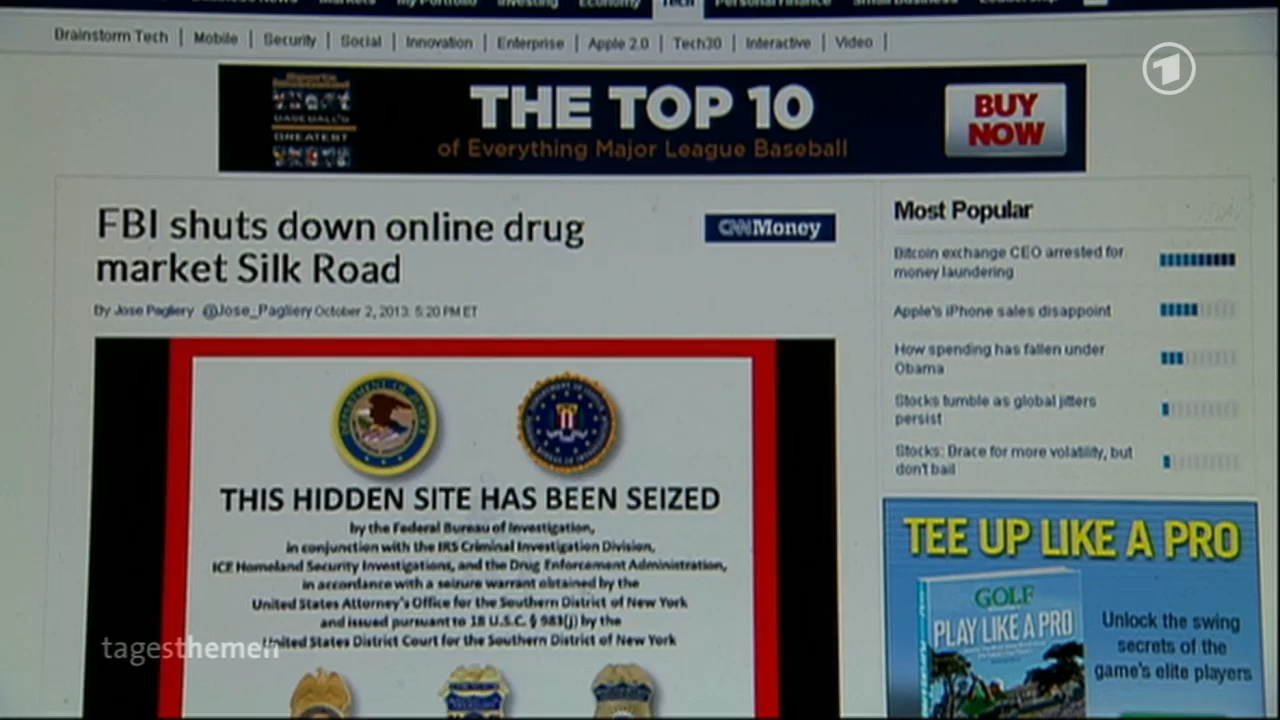 Tech
Brainstorm Tech | Mobile | Security | Social | Innovation | Enterprise | Apple 2.0 | Tech30 | Interactive | Video |
1
THE TOP 10
of Everything Major League Baseball
BUY
NOW
BASEBALL'S
GREATEST
FBI shuts down online drug
market Silk Road
CNNMoney
By Jose Pagliery @Jose_Pagliery October 2, 2013: 5:20 PM ET
THIS HIDDEN SITE HAS BEEN SEIZED
by the Federal Bureau of Investigation,
in conjunction with the IRS Criminal Investigation Division,
ICE Homeland Security Investigations, and the Drug Enforcement Administration,
in accordance with a seizure warrant obtained by the
United States Attorney's Office for the Southern District of New York
and issued pursuant to 18 U.S.C. § 983(j) by the
United States District Court for the Southern District of New York
tagesthemen
Most Popular
Bitcoin exchange CEO arrested for
money laundering
Apple's iPhone sales disappoint
How spending has fallen under
Obama
Stocks tumble as global jitters
persist
Stocks: Brace for more volatility, but
don't bail
TEE UP LIKE A PRO
GOLF
PLAY LIKE A PRO
Unlock the swing
secrets of the
game's elite players